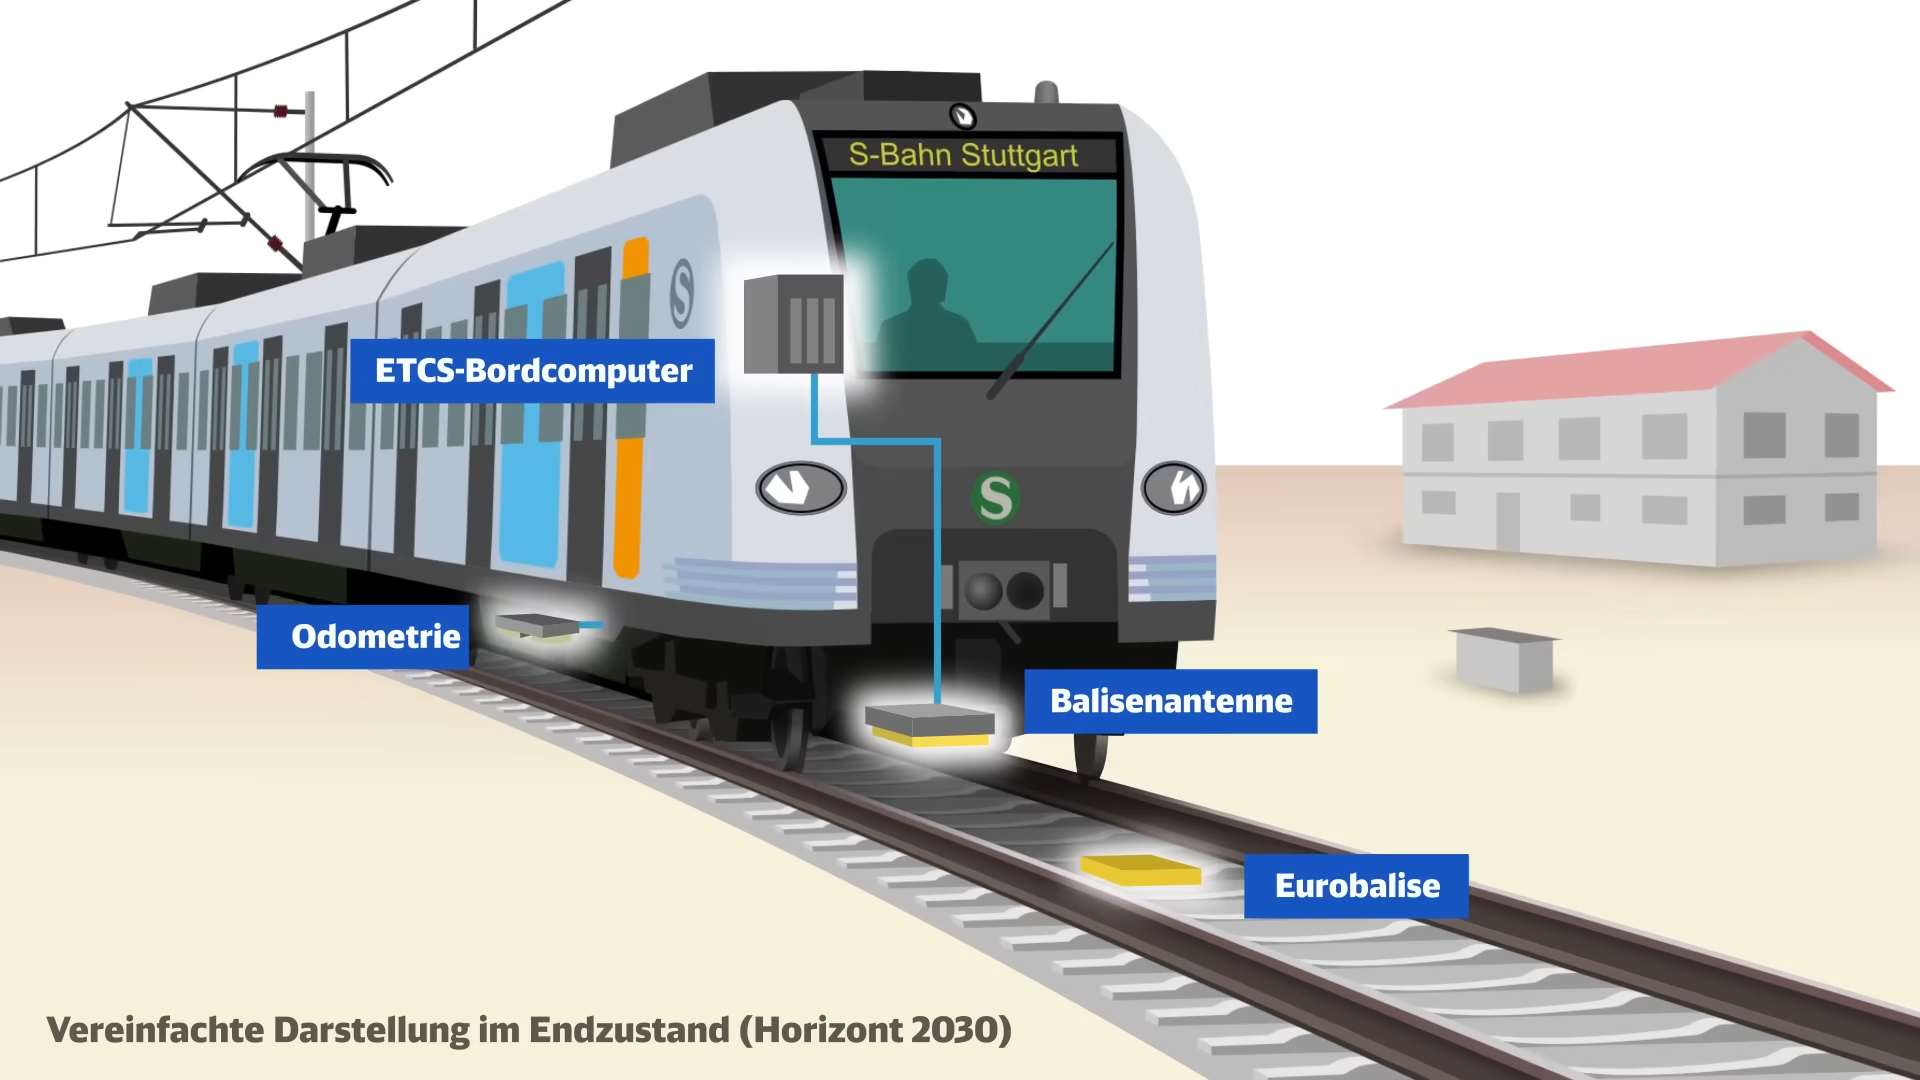 S-Bahn Stuttgart
S
ETCS-Bordcomputer
S
Odometrie
Balisenantenne
Eurobalise
Vereinfachte Darstellung im Endzustand (Horizont 2030)